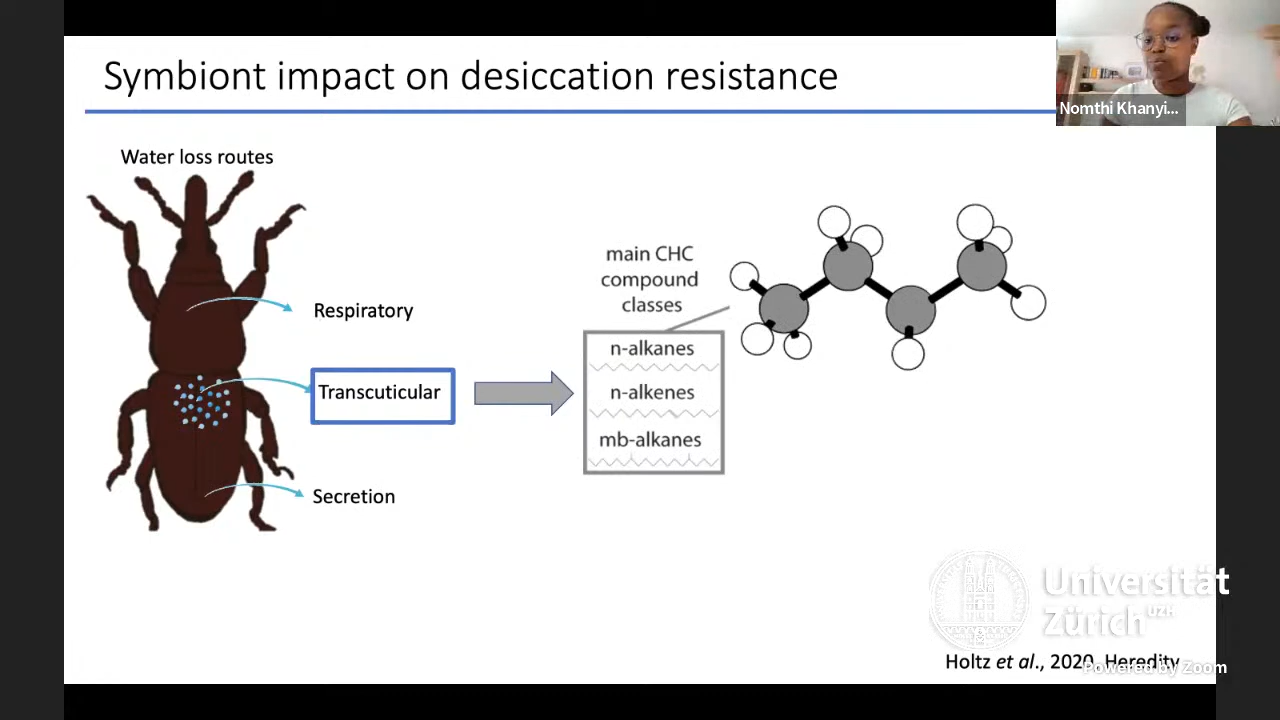 Symbiont impact on desiccation resistance
Nomthi Khanyi...
Water loss routes
Respiratory
Transcuticular
Secretion
main CHC
compound
classes
n-alkanes
n-alkenes
mb-alkanes
Universität
Zürich UZH
Holtz et al., 2020, Heredity
Powered by Zoom